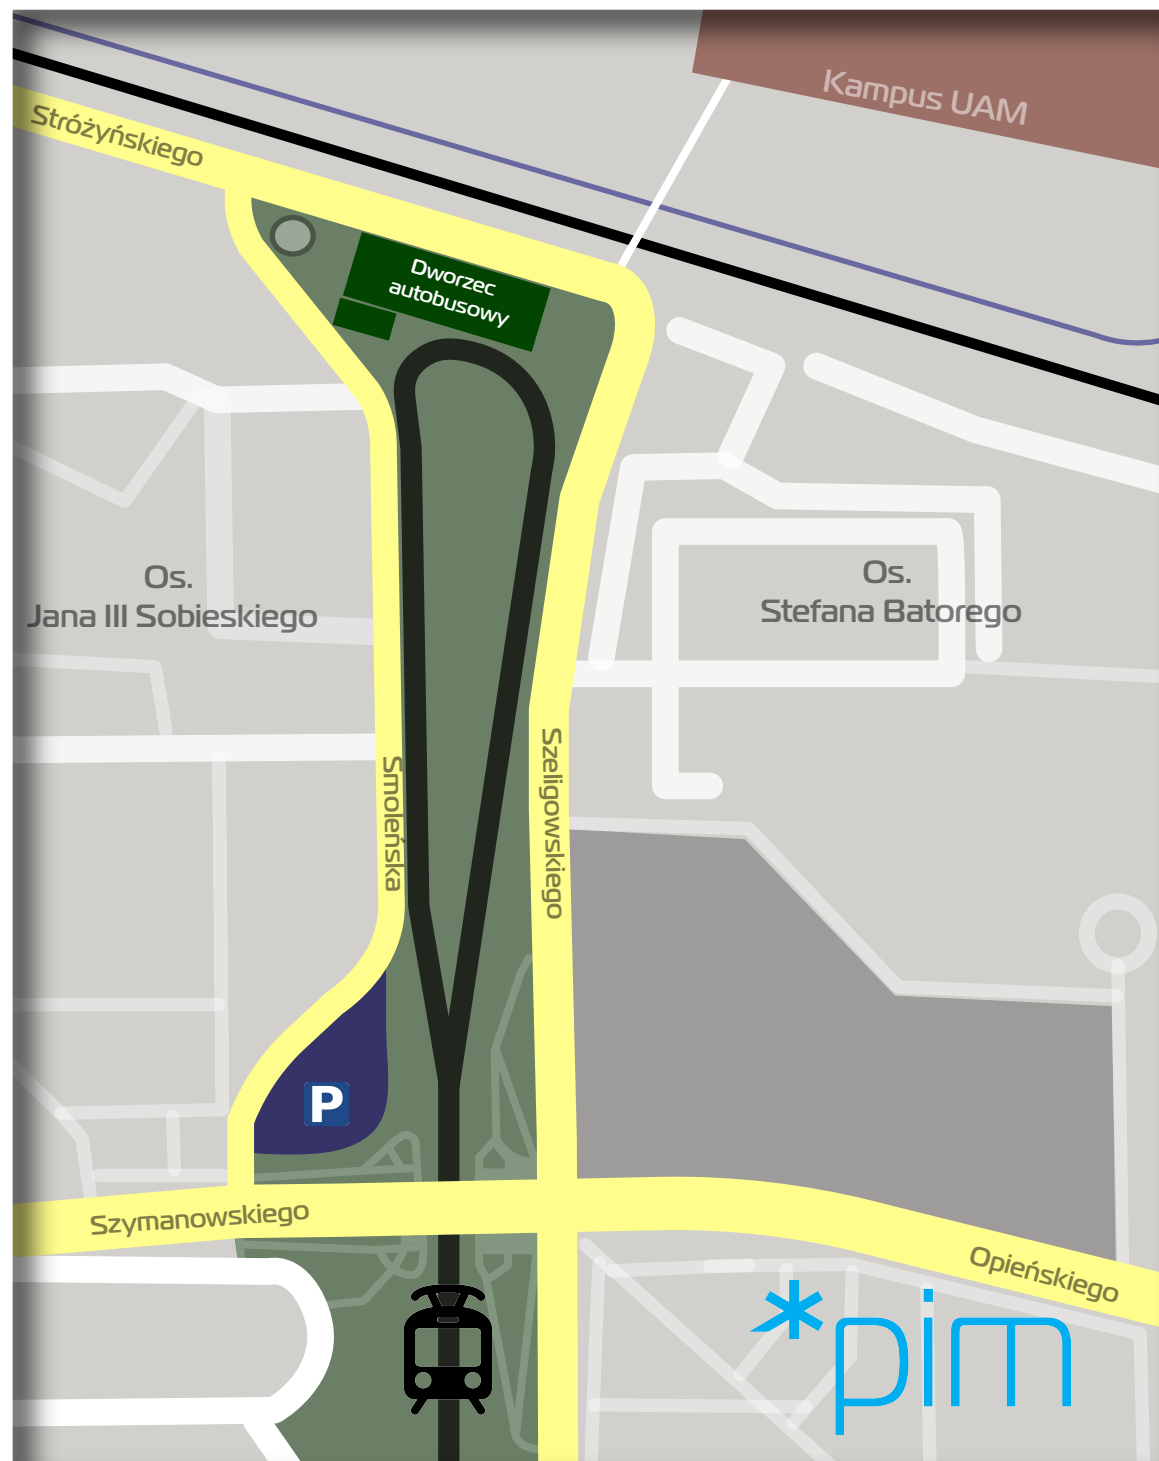 Kampus UAM
Stróżyńskiego
Dworzec
autobusowy
Os.
Jana III Sobieskiego
Os.
Stefana Batorego
Smoleńska
Szeligowskiego
P
Szymanowskiego
Opieńskiego
*pim